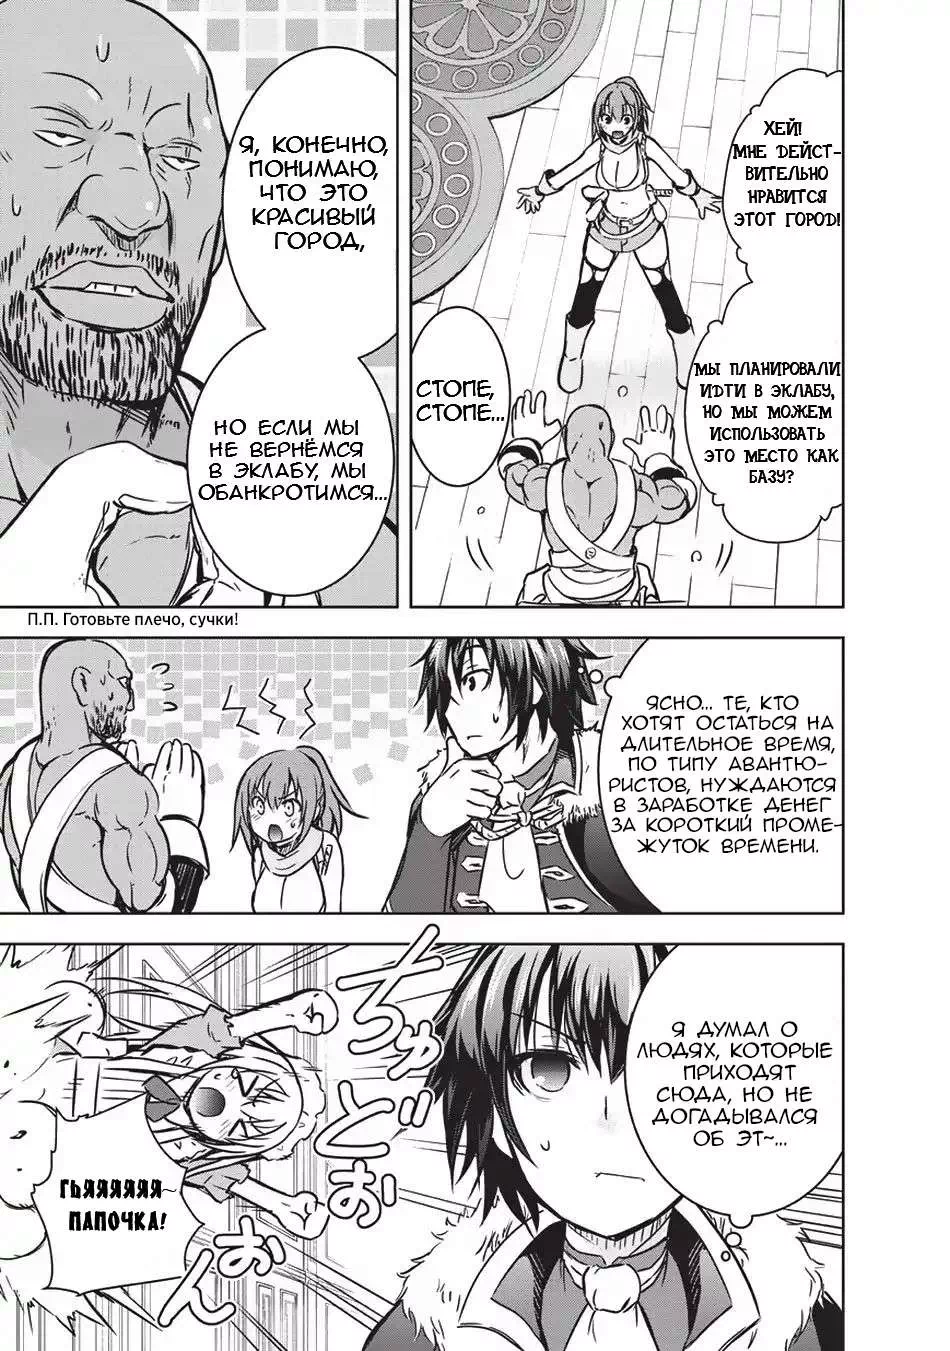 ХЕЙ!
МНЕ ДЕЙСТ-
ВИТЕЛЬНО
НРАВИТСЯ
ЭТОТ ГОРОД!
МЫ ПЛАНИРОВАЛИ
ИДТИ В ЭКЛАБУ,
НО МЫ МОЖЕМ
ИСПОЛЬЗОВАТЬ
ЭТО МЕСТО КАК
БАЗУ?
СТОПЕ,
СТОПЕ...
Я, КОНЕЧНО,
ПОНИМАЮ,
ЧТО ЭТО
КРАСИВЫЙ
ГОРОД,
НО ЕСЛИ МЫ
НЕ ВЕРНЁМСЯ
В ЭКЛАБУ, МЫ
ОБАНКРОТИМСЯ...
П.П. Готовьте плечо, сучки!
ЯСНО... ТЕ, КТО
ХОТЯТ ОСТАТЬСЯ НА
ДЛИТЕЛЬНОЕ ВРЕМЯ,
ПО ТИПУ АВАНТЮ-
РИСТОВ, НУЖДАЮТСЯ
В ЗАРАБОТКЕ ДЕНЕГ
ЗА КОРОТКИЙ ПРОМЕ-
ЖУТОК ВРЕМЕНИ.
Я ДУМАЛ О
ЛЮДЯХ, КОТОРЫЕ
ПРИХОДЯТ
СЮДА, НО НЕ
ДОГАДЫВАЛСЯ
ОБ ЭТ~...
ちゅどおおん
ГЬЯЯЯЯЯЯ~
ПАПОЧКА!